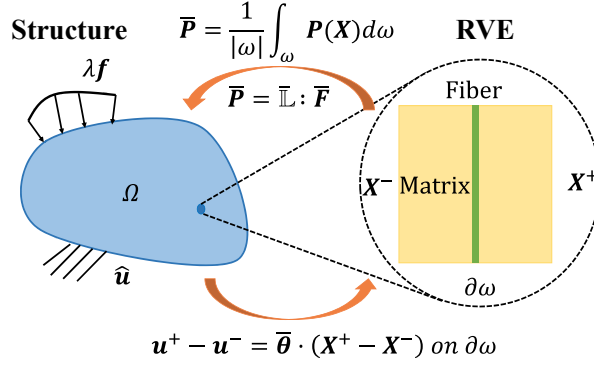 Structure
P̅ = 1/|ω| ∫_ω P(X)dω
RVE
λf
P̅ = 𝕃̅ : F̅
Fiber
Ω
X⁻
Matrix
X⁺
û
∂ω
u⁺ − u⁻ = θ̅ · (X⁺ − X⁻) on ∂ω